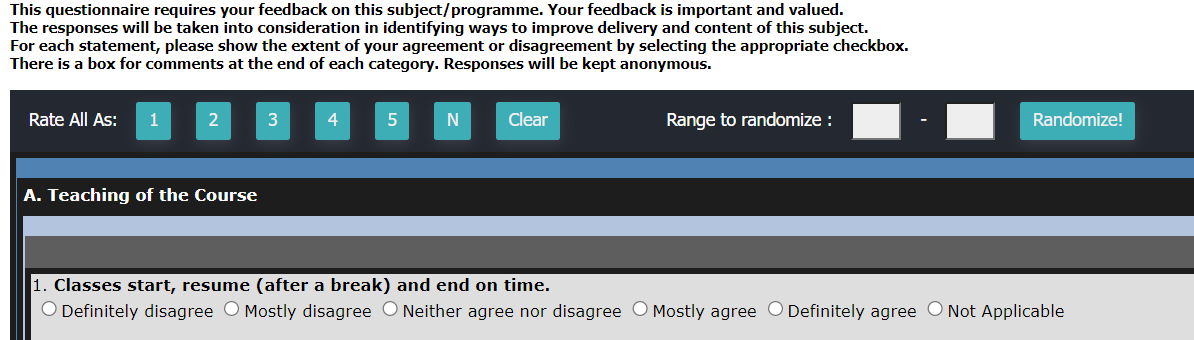 This questionnaire requires your feedback on this subject/programme. Your feedback is important and valued.
The responses will be taken into consideration in identifying ways to improve delivery and content of this subject.
For each statement, please show the extent of your agreement or disagreement by selecting the appropriate checkbox.
There is a box for comments at the end of each category. Responses will be kept anonymous.
Rate All As: 1 2 3 4 5 N Clear Range to randomize : - Randomize!
A. Teaching of the Course
1. Classes start, resume (after a break) and end on time.
Definitely disagree Mostly disagree Neither agree nor disagree Mostly agree Definitely agree Not Applicable